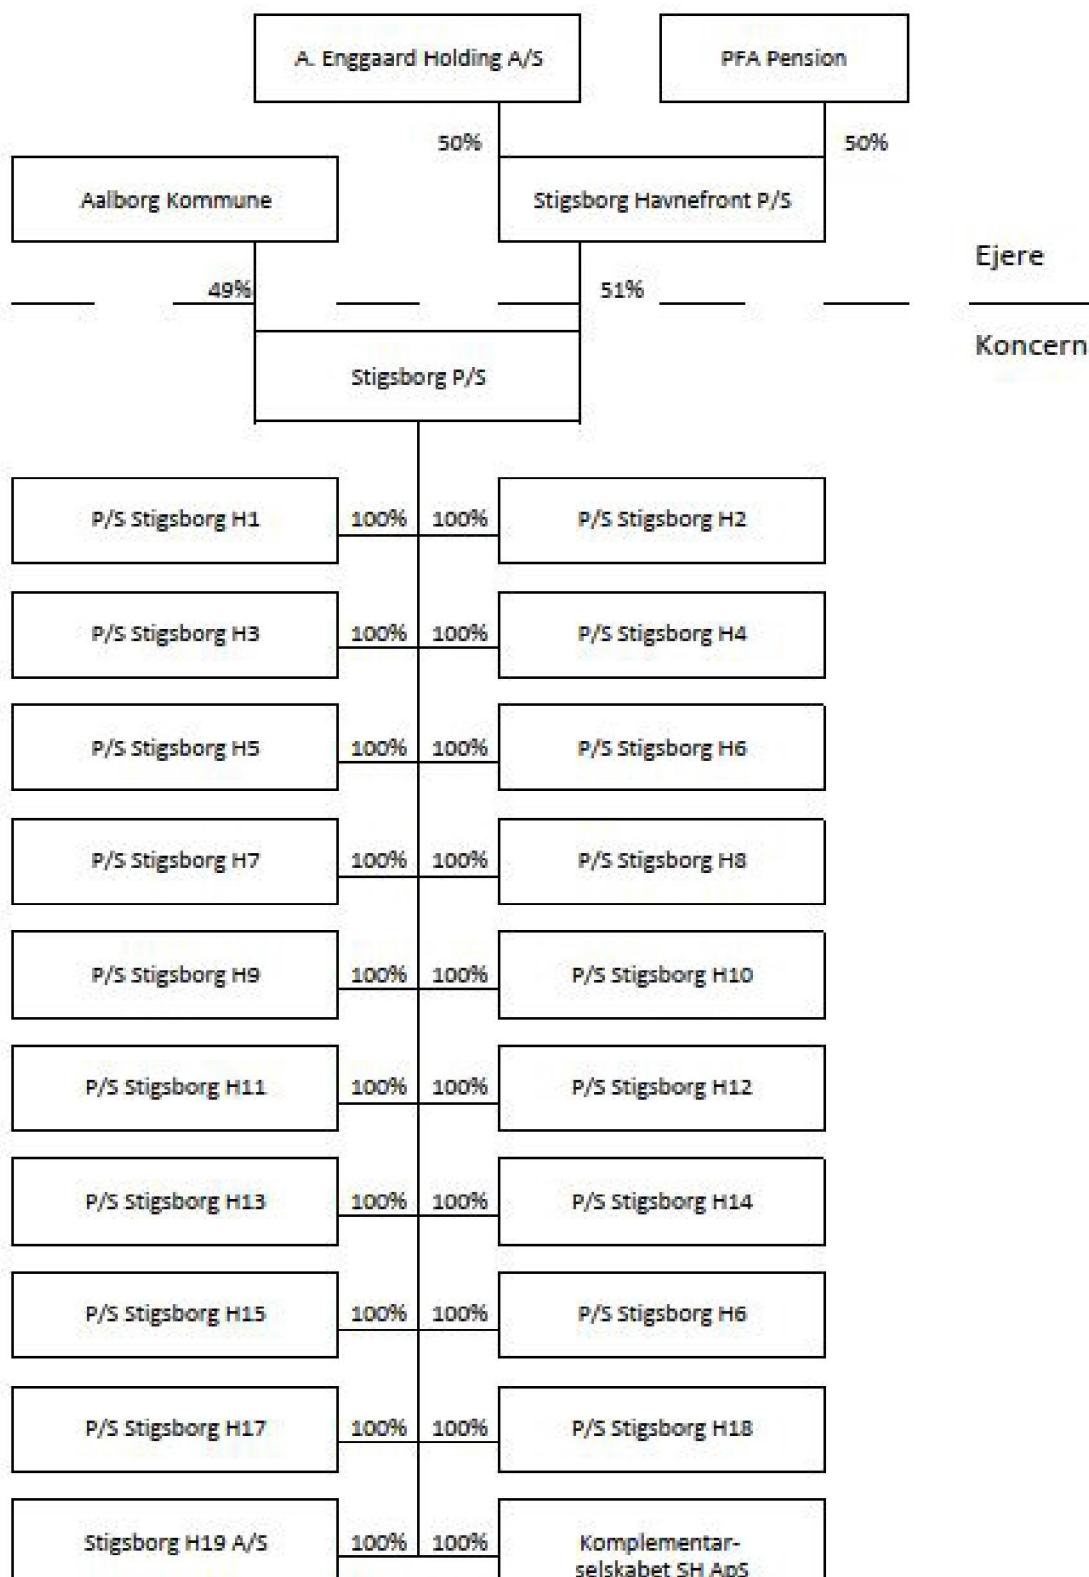 A. Enggaard Holding A/S
PFA Pension
50%
50%
Aalborg Kommune
Stigsborg Havnefront P/S
Ejere
49%
51%
Koncern
Stigsborg P/S
P/S Stigsborg H1
100%
100%
P/S Stigsborg H2
P/S Stigsborg H3
100%
100%
P/S Stigsborg H4
P/S Stigsborg H5
100%
100%
P/S Stigsborg H6
P/S Stigsborg H7
100%
100%
P/S Stigsborg H8
P/S Stigsborg H9
100%
100%
P/S Stigsborg H10
P/S Stigsborg H11
100%
100%
P/S Stigsborg H12
P/S Stigsborg H13
100%
100%
P/S Stigsborg H14
P/S Stigsborg H15
100%
100%
P/S Stigsborg H6
P/S Stigsborg H17
100%
100%
P/S Stigsborg H18
Stigsborg H19 A/S
100%
100%
Komplementar-
selskabet SH ApS